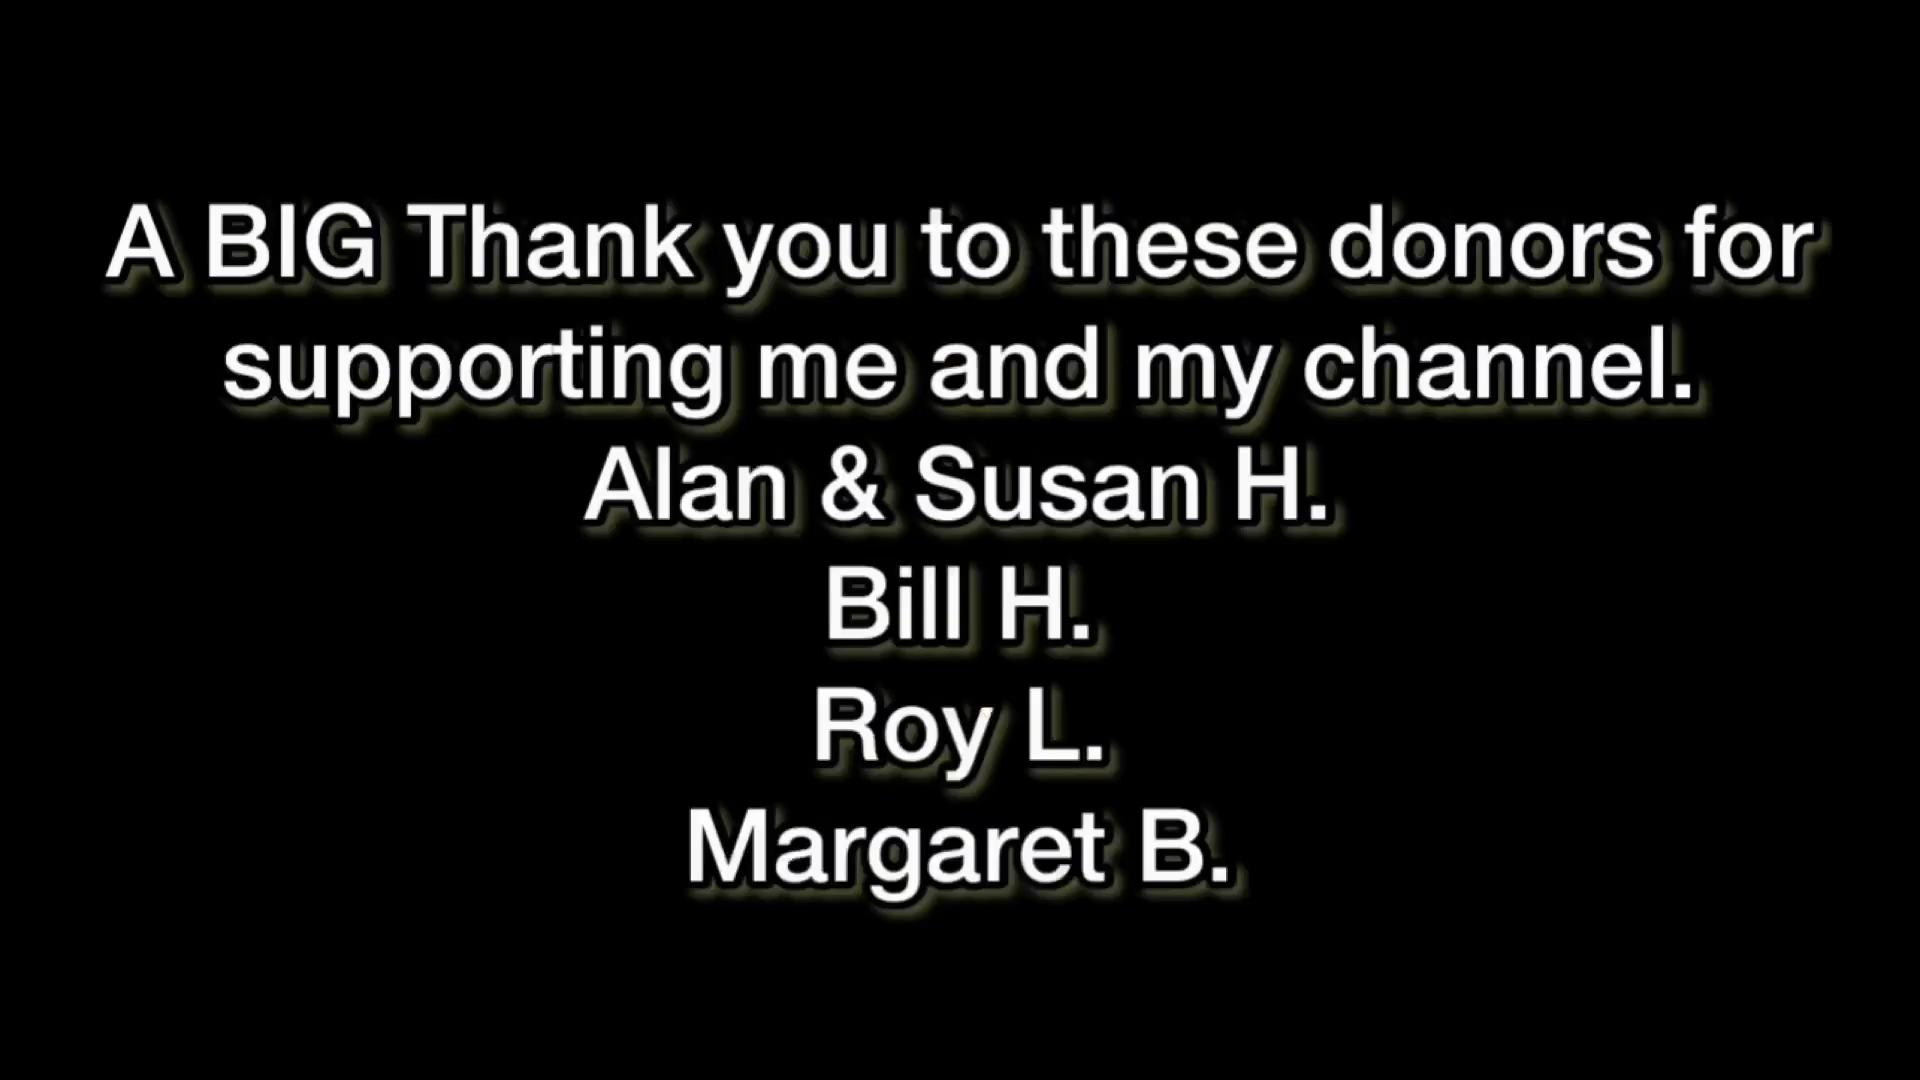 A BIG Thank you to these donors for
supporting me and my channel.
Alan & Susan H.
Bill H.
Roy L.
Margaret B.